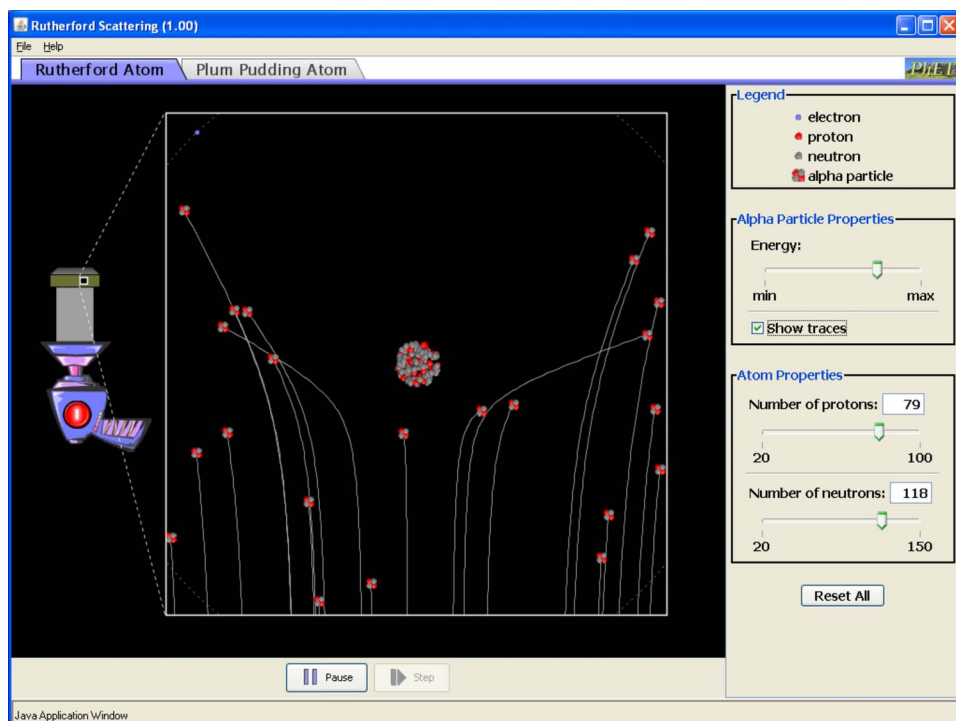 Rutherford Scattering (1.00)
File Help
Rutherford Atom Plum Pudding Atom PhET
Legend
electron
proton
neutron
alpha particle
Alpha Particle Properties
Energy:
min max
Show traces
Atom Properties
Number of protons: 79
20 100
Number of neutrons: 118
20 150
Reset All
Pause Step
Java Application Window